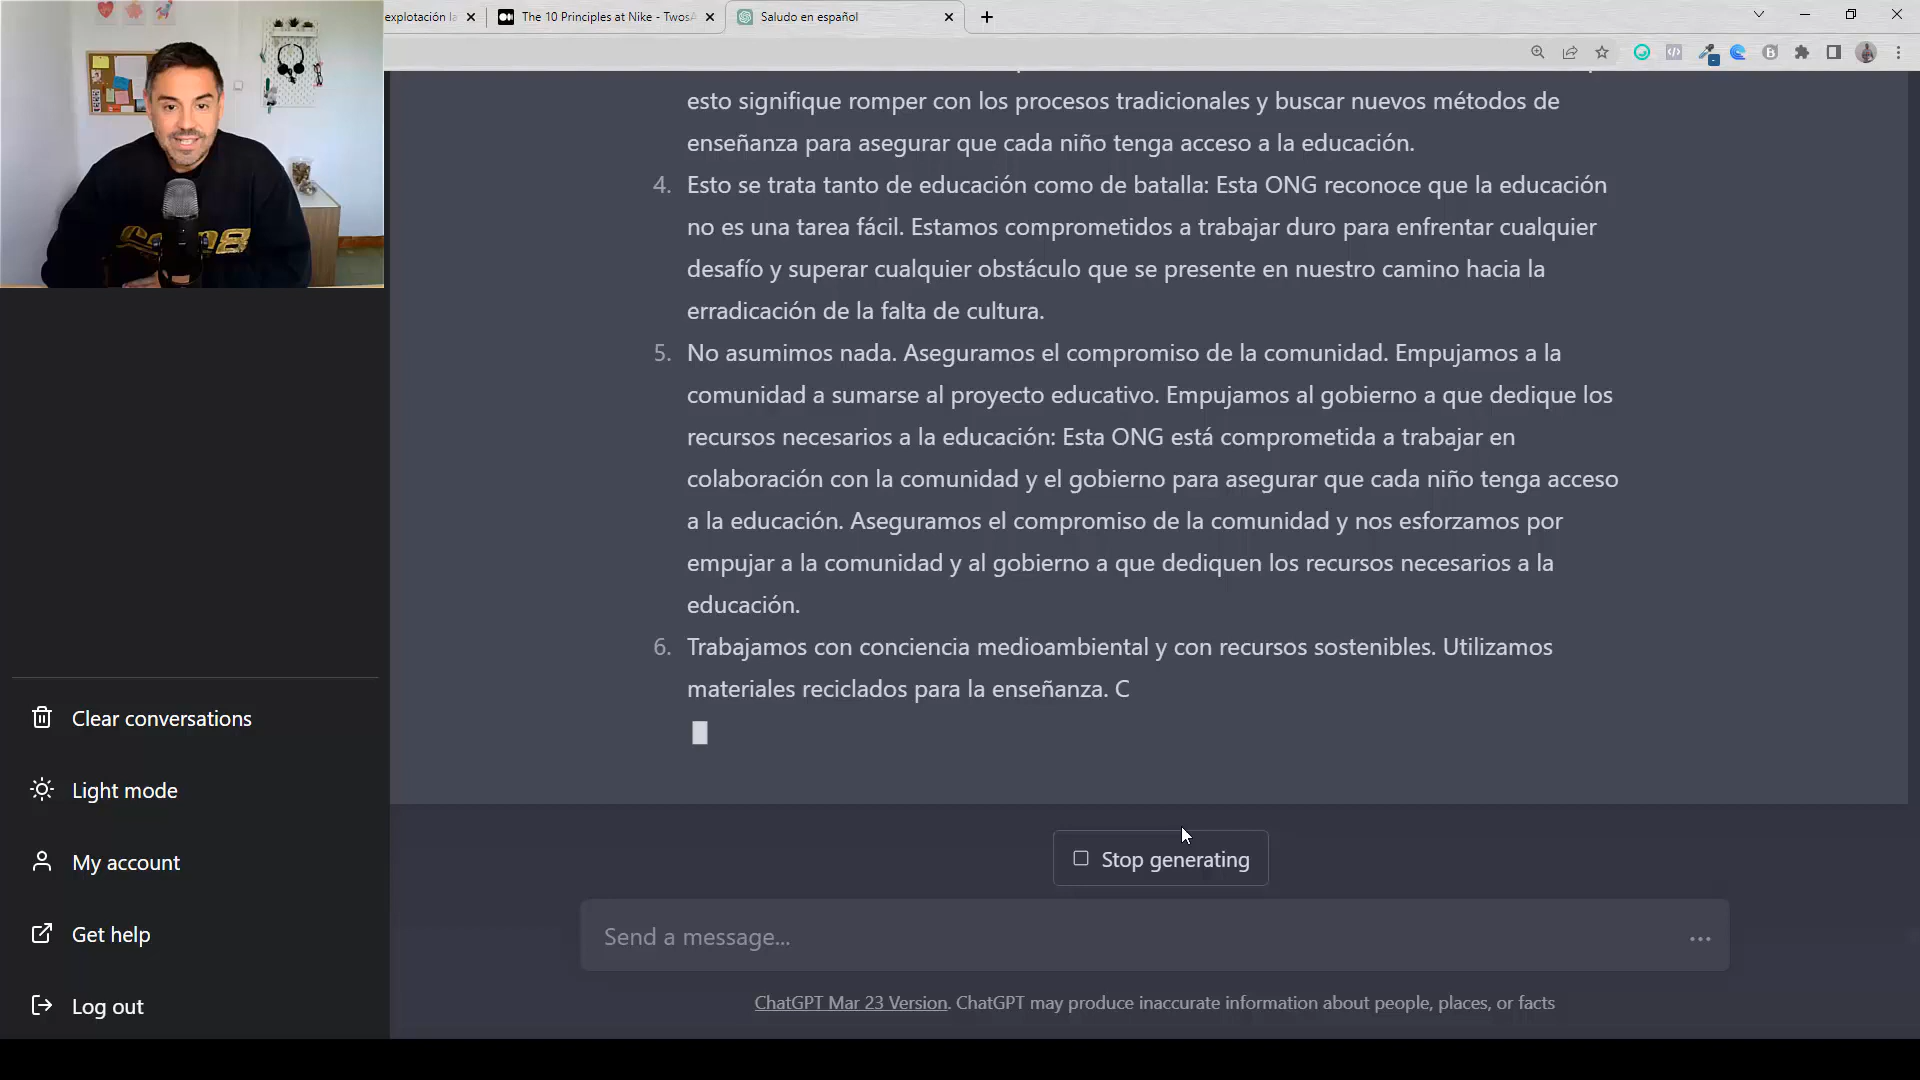 explotación la
The 10 Principles at Nike - TwosA
Saludo en español
esto signifique romper con los procesos tradicionales y buscar nuevos métodos de
enseñanza para asegurar que cada niño tenga acceso a la educación.
4. Esto se trata tanto de educación como de batalla: Esta ONG reconoce que la educación
no es una tarea fácil. Estamos comprometidos a trabajar duro para enfrentar cualquier
desafío y superar cualquier obstáculo que se presente en nuestro camino hacia la
erradicación de la falta de cultura.
5. No asumimos nada. Aseguramos el compromiso de la comunidad. Empujamos a la
comunidad a sumarse al proyecto educativo. Empujamos al gobierno a que dedique los
recursos necesarios a la educación: Esta ONG está comprometida a trabajar en
colaboración con la comunidad y el gobierno para asegurar que cada niño tenga acceso
a la educación. Aseguramos el compromiso de la comunidad y nos esforzamos por
empujar a la comunidad y al gobierno a que dediquen los recursos necesarios a la
educación.
6. Trabajamos con conciencia medioambiental y con recursos sostenibles. Utilizamos
materiales reciclados para la enseñanza. C
Clear conversations
Light mode
My account
Get help
Log out
Stop generating
Send a message...
ChatGPT Mar 23 Version. ChatGPT may produce inaccurate information about people, places, or facts